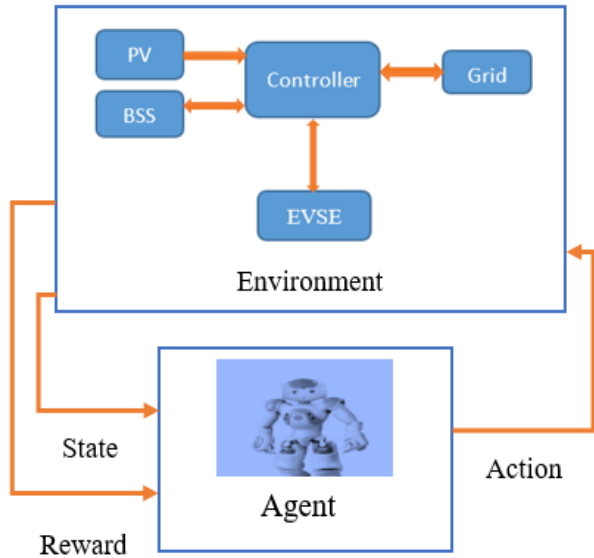 PV
Controller
Grid
BSS
EVSE
Environment
State
Agent
Action
Reward